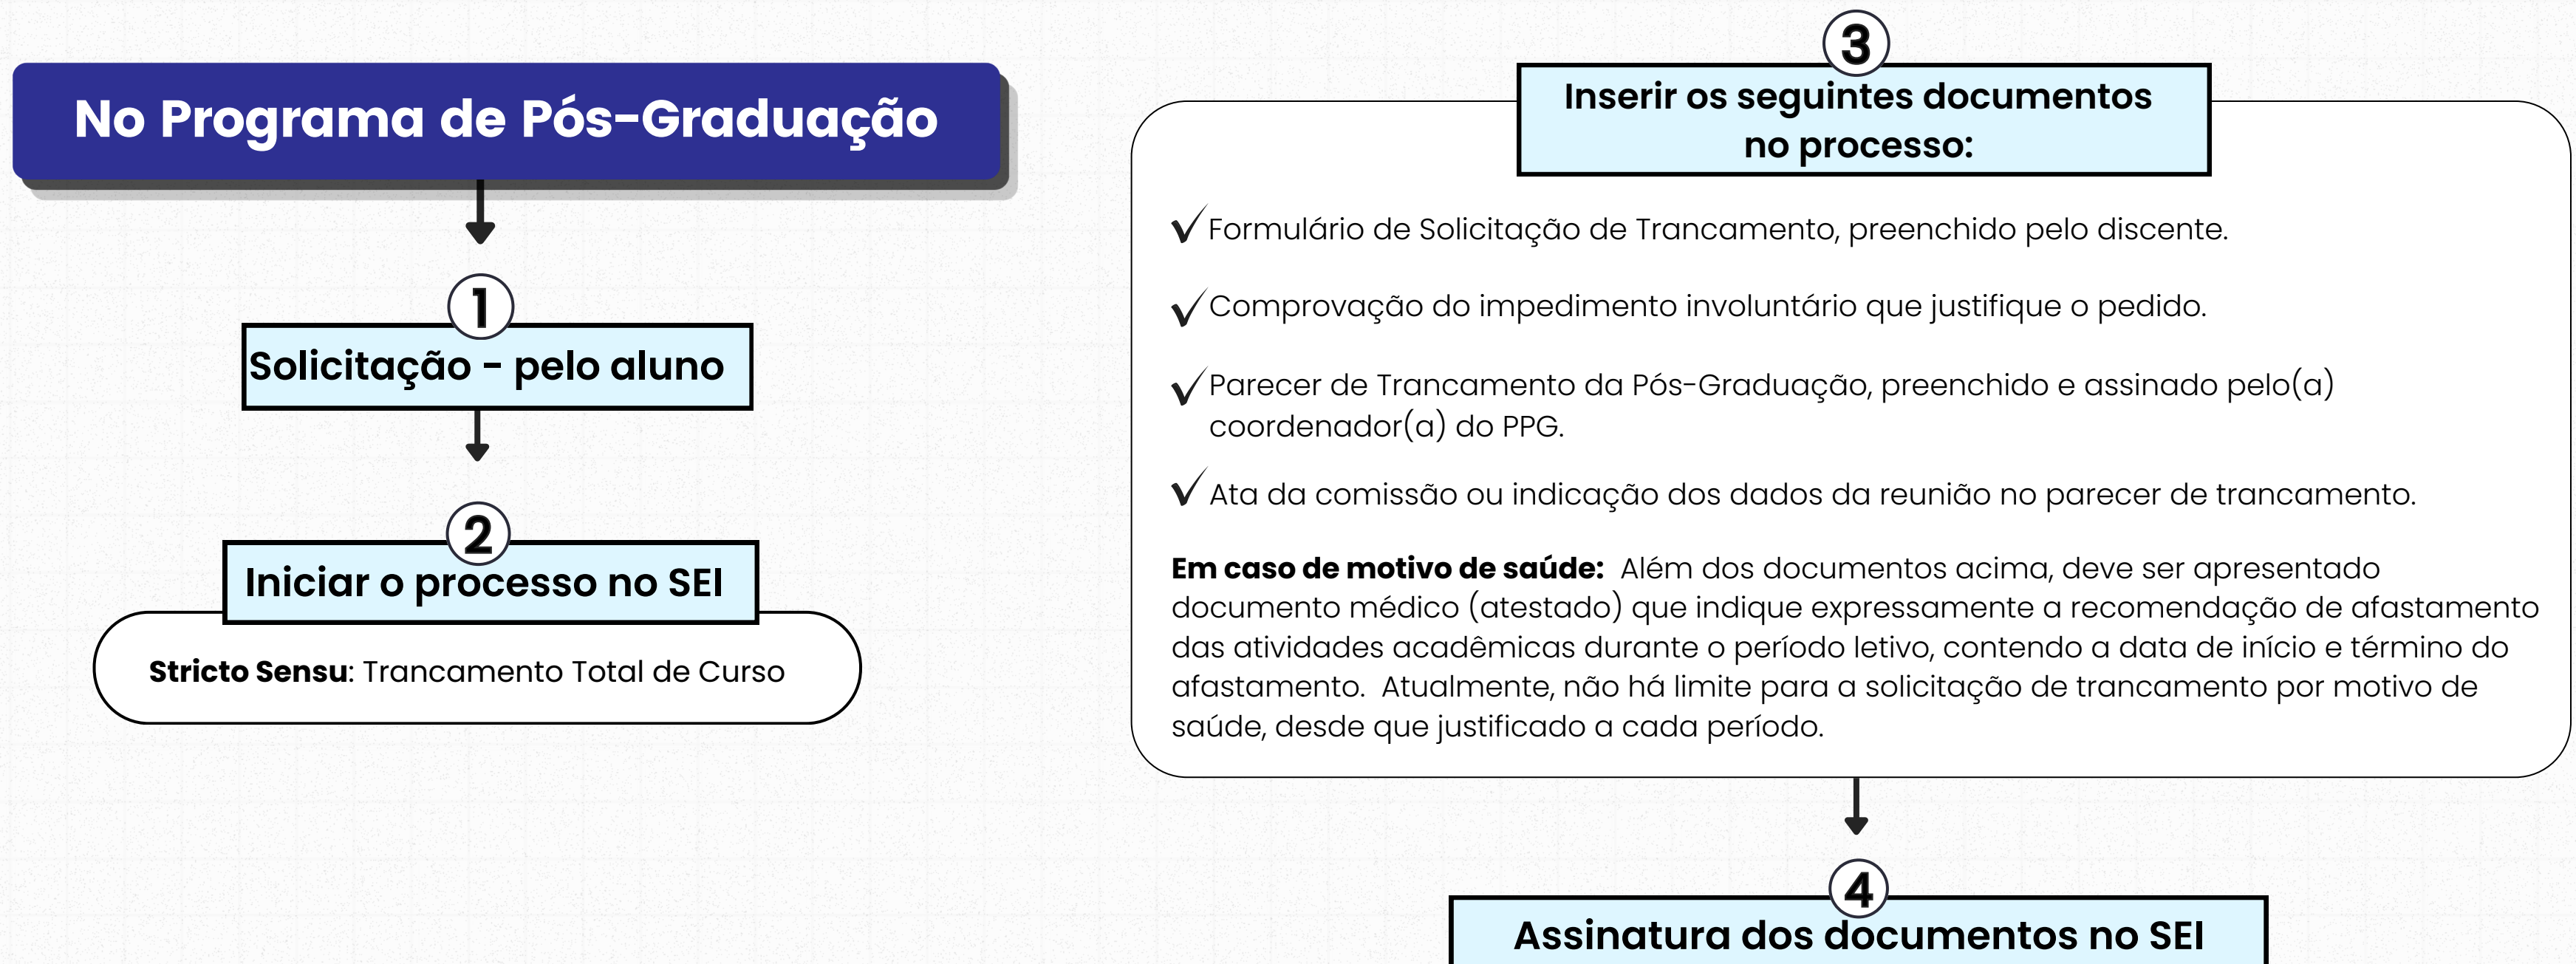 No Programa de Pós-Graduação
1
Solicitação - pelo aluno
2
Iniciar o processo no SEI
Stricto Sensu: Trancamento Total de Curso
3
Inserir os seguintes documentos
no processo:
Formulário de Solicitação de Trancamento, preenchido pelo discente.
Comprovação do impedimento involuntário que justifique o pedido.
Parecer de Trancamento da Pós-Graduação, preenchido e assinado pelo(a)
coordenador(a) do PPG.
Ata da comissão ou indicação dos dados da reunião no parecer de trancamento.
Em caso de motivo de saúde: Além dos documentos acima, deve ser apresentado
documento médico (atestado) que indique expressamente a recomendação de afastamento
das atividades acadêmicas durante o período letivo, contendo a data de início e término do
afastamento. Atualmente, não há limite para a solicitação de trancamento por motivo de
saúde, desde que justificado a cada período.
4
Assinatura dos documentos no SEI